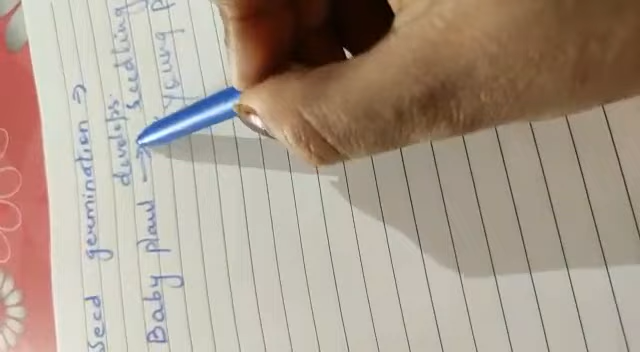 Seed germination →
develops seedling
Baby plant → Young